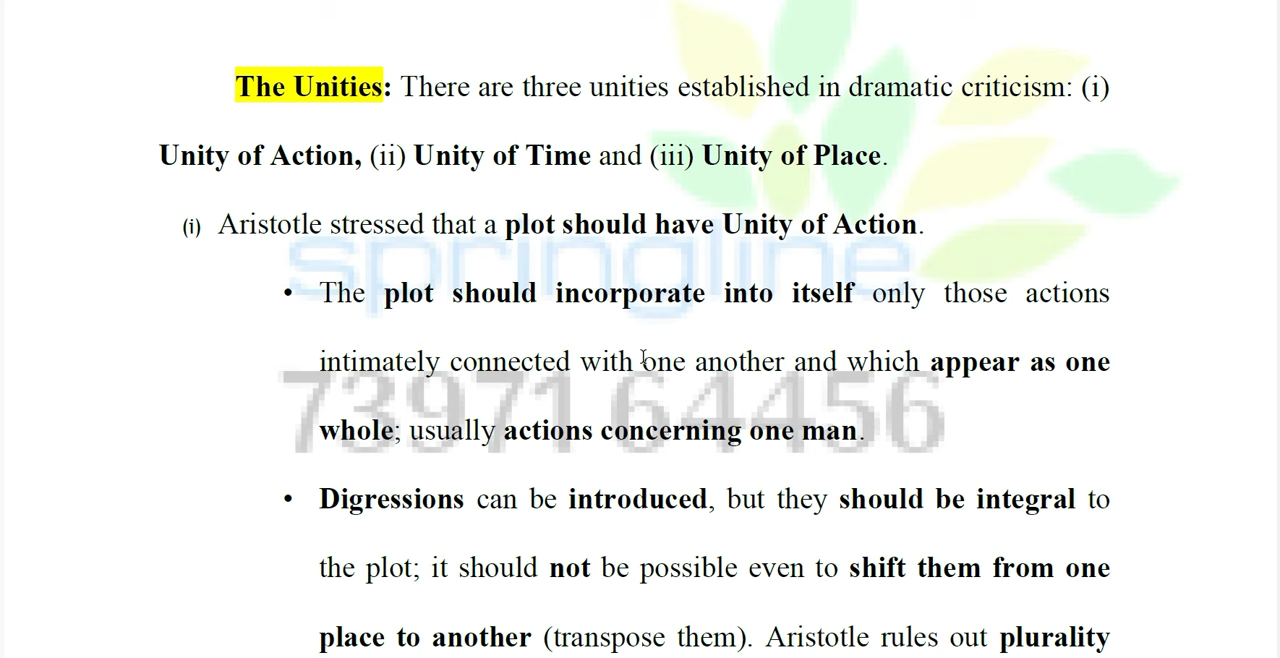 The Unities: There are three unities established in dramatic criticism: (i)
Unity of Action, (ii) Unity of Time and (iii) Unity of Place.
(i) Aristotle stressed that a plot should have Unity of Action.
springline
• The plot should incorporate into itself only those actions
intimately connected with one another and which appear as one
73971 64456
whole; usually actions concerning one man.
• Digressions can be introduced, but they should be integral to
the plot; it should not be possible even to shift them from one
place to another (transpose them). Aristotle rules out plurality